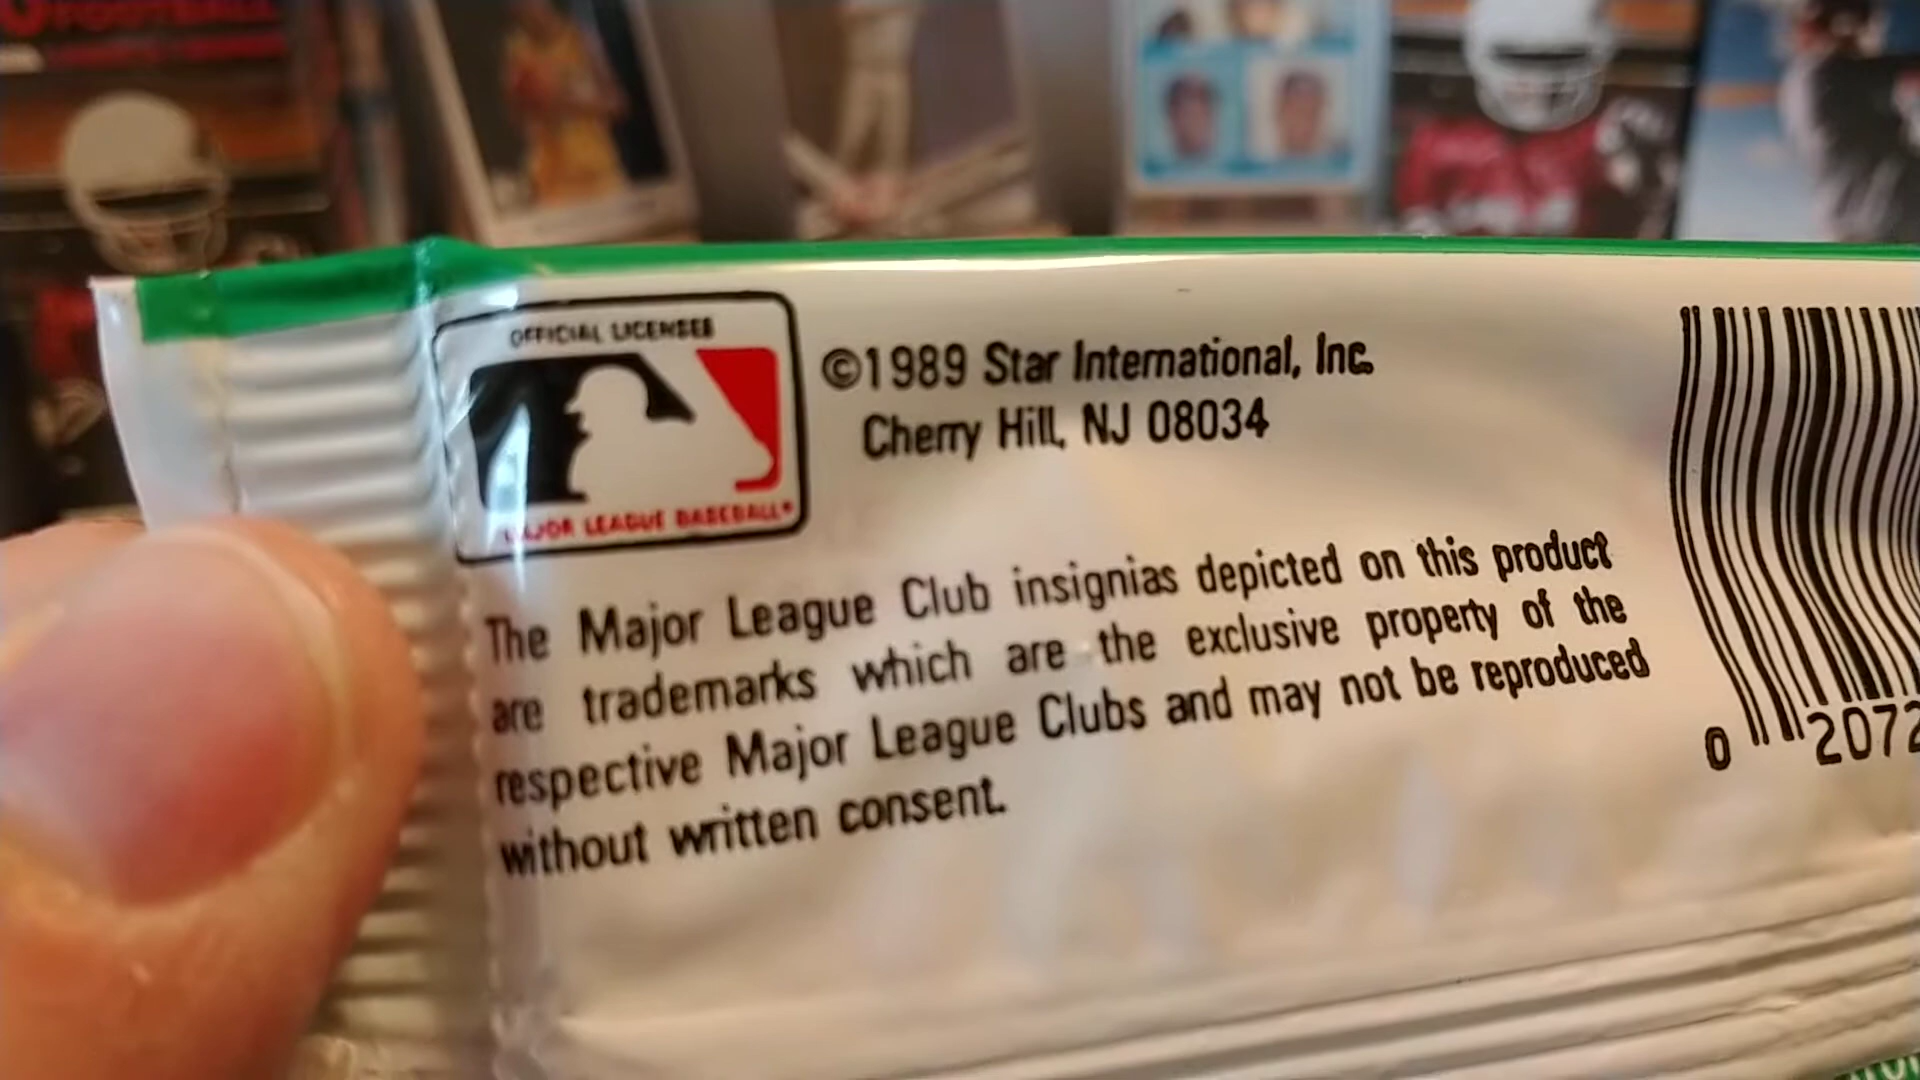 OFFICIAL LICENSEE
MAJOR LEAGUE BASEBALL
©1989 Star International, Inc.
Cherry Hill, NJ 08034
The Major League Club insignias depicted on this product
are trademarks which are the exclusive property of the
respective Major League Clubs and may not be reproduced
without written consent.
0 2072